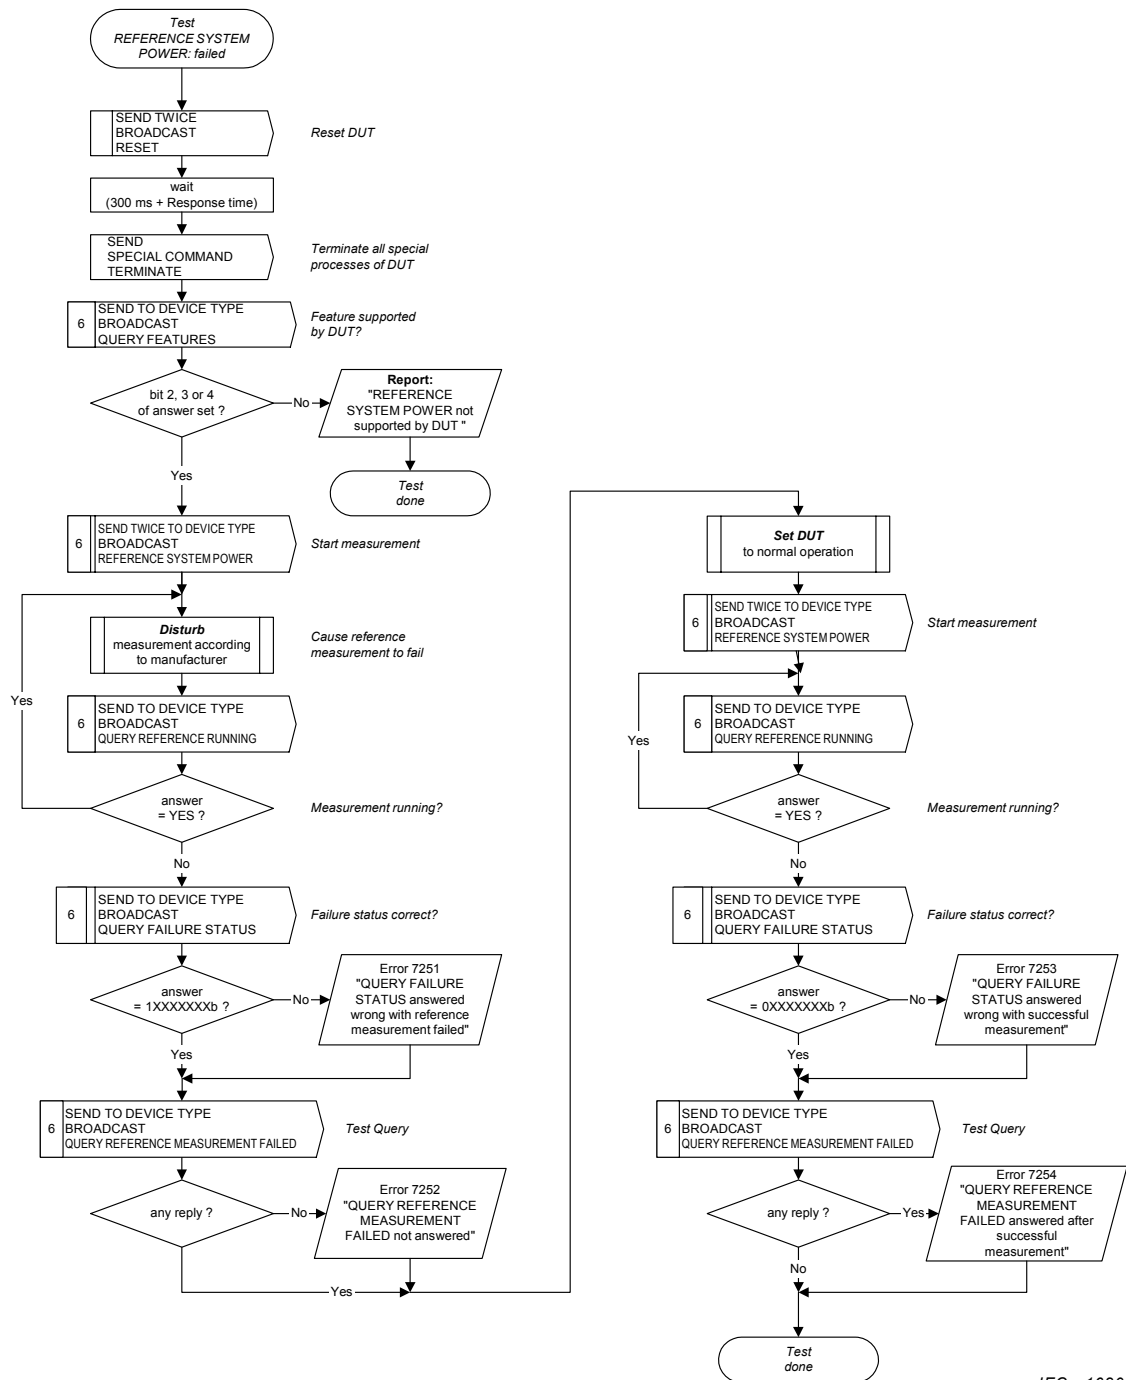 Test
REFERENCE SYSTEM
POWER: failed
SEND TWICE
BROADCAST
RESET
Reset DUT
wait
(300 ms + Response time)
SEND
SPECIAL COMMAND
TERMINATE
Terminate all special
processes of DUT
6
SEND TO DEVICE TYPE
BROADCAST
QUERY FEATURES
Feature supported
by DUT?
bit 2, 3 or 4
of answer set ?
No
Report:
"REFERENCE
SYSTEM POWER not
supported by DUT "
Yes
Test
done
6
SEND TWICE TO DEVICE TYPE
BROADCAST
REFERENCE SYSTEM POWER
Start measurement
Disturb
measurement according
to manufacturer
Cause reference
measurement to fail
Yes
6
SEND TO DEVICE TYPE
BROADCAST
QUERY REFERENCE RUNNING
answer
= YES ?
Measurement running?
No
6
SEND TO DEVICE TYPE
BROADCAST
QUERY FAILURE STATUS
Failure status correct?
answer
= 1XXXXXXXb ?
No
Error 7251
"QUERY FAILURE
STATUS answered
wrong with reference
measurement failed"
Yes
6
SEND TO DEVICE TYPE
BROADCAST
QUERY REFERENCE MEASUREMENT FAILED
Test Query
any reply ?
No
Error 7252
"QUERY REFERENCE
MEASUREMENT
FAILED not answered"
Yes
Set DUT
to normal operation
6
SEND TWICE TO DEVICE TYPE
BROADCAST
REFERENCE SYSTEM POWER
Start measurement
6
SEND TO DEVICE TYPE
BROADCAST
QUERY REFERENCE RUNNING
Yes
answer
= YES ?
Measurement running?
No
6
SEND TO DEVICE TYPE
BROADCAST
QUERY FAILURE STATUS
Failure status correct?
answer
= 0XXXXXXXb ?
No
Error 7253
"QUERY FAILURE
STATUS answered
wrong with successful
measurement"
Yes
6
SEND TO DEVICE TYPE
BROADCAST
QUERY REFERENCE MEASUREMENT FAILED
Test Query
any reply ?
Yes
Error 7254
"QUERY REFERENCE
MEASUREMENT
FAILED answered after
successful
measurement"
No
Test
done